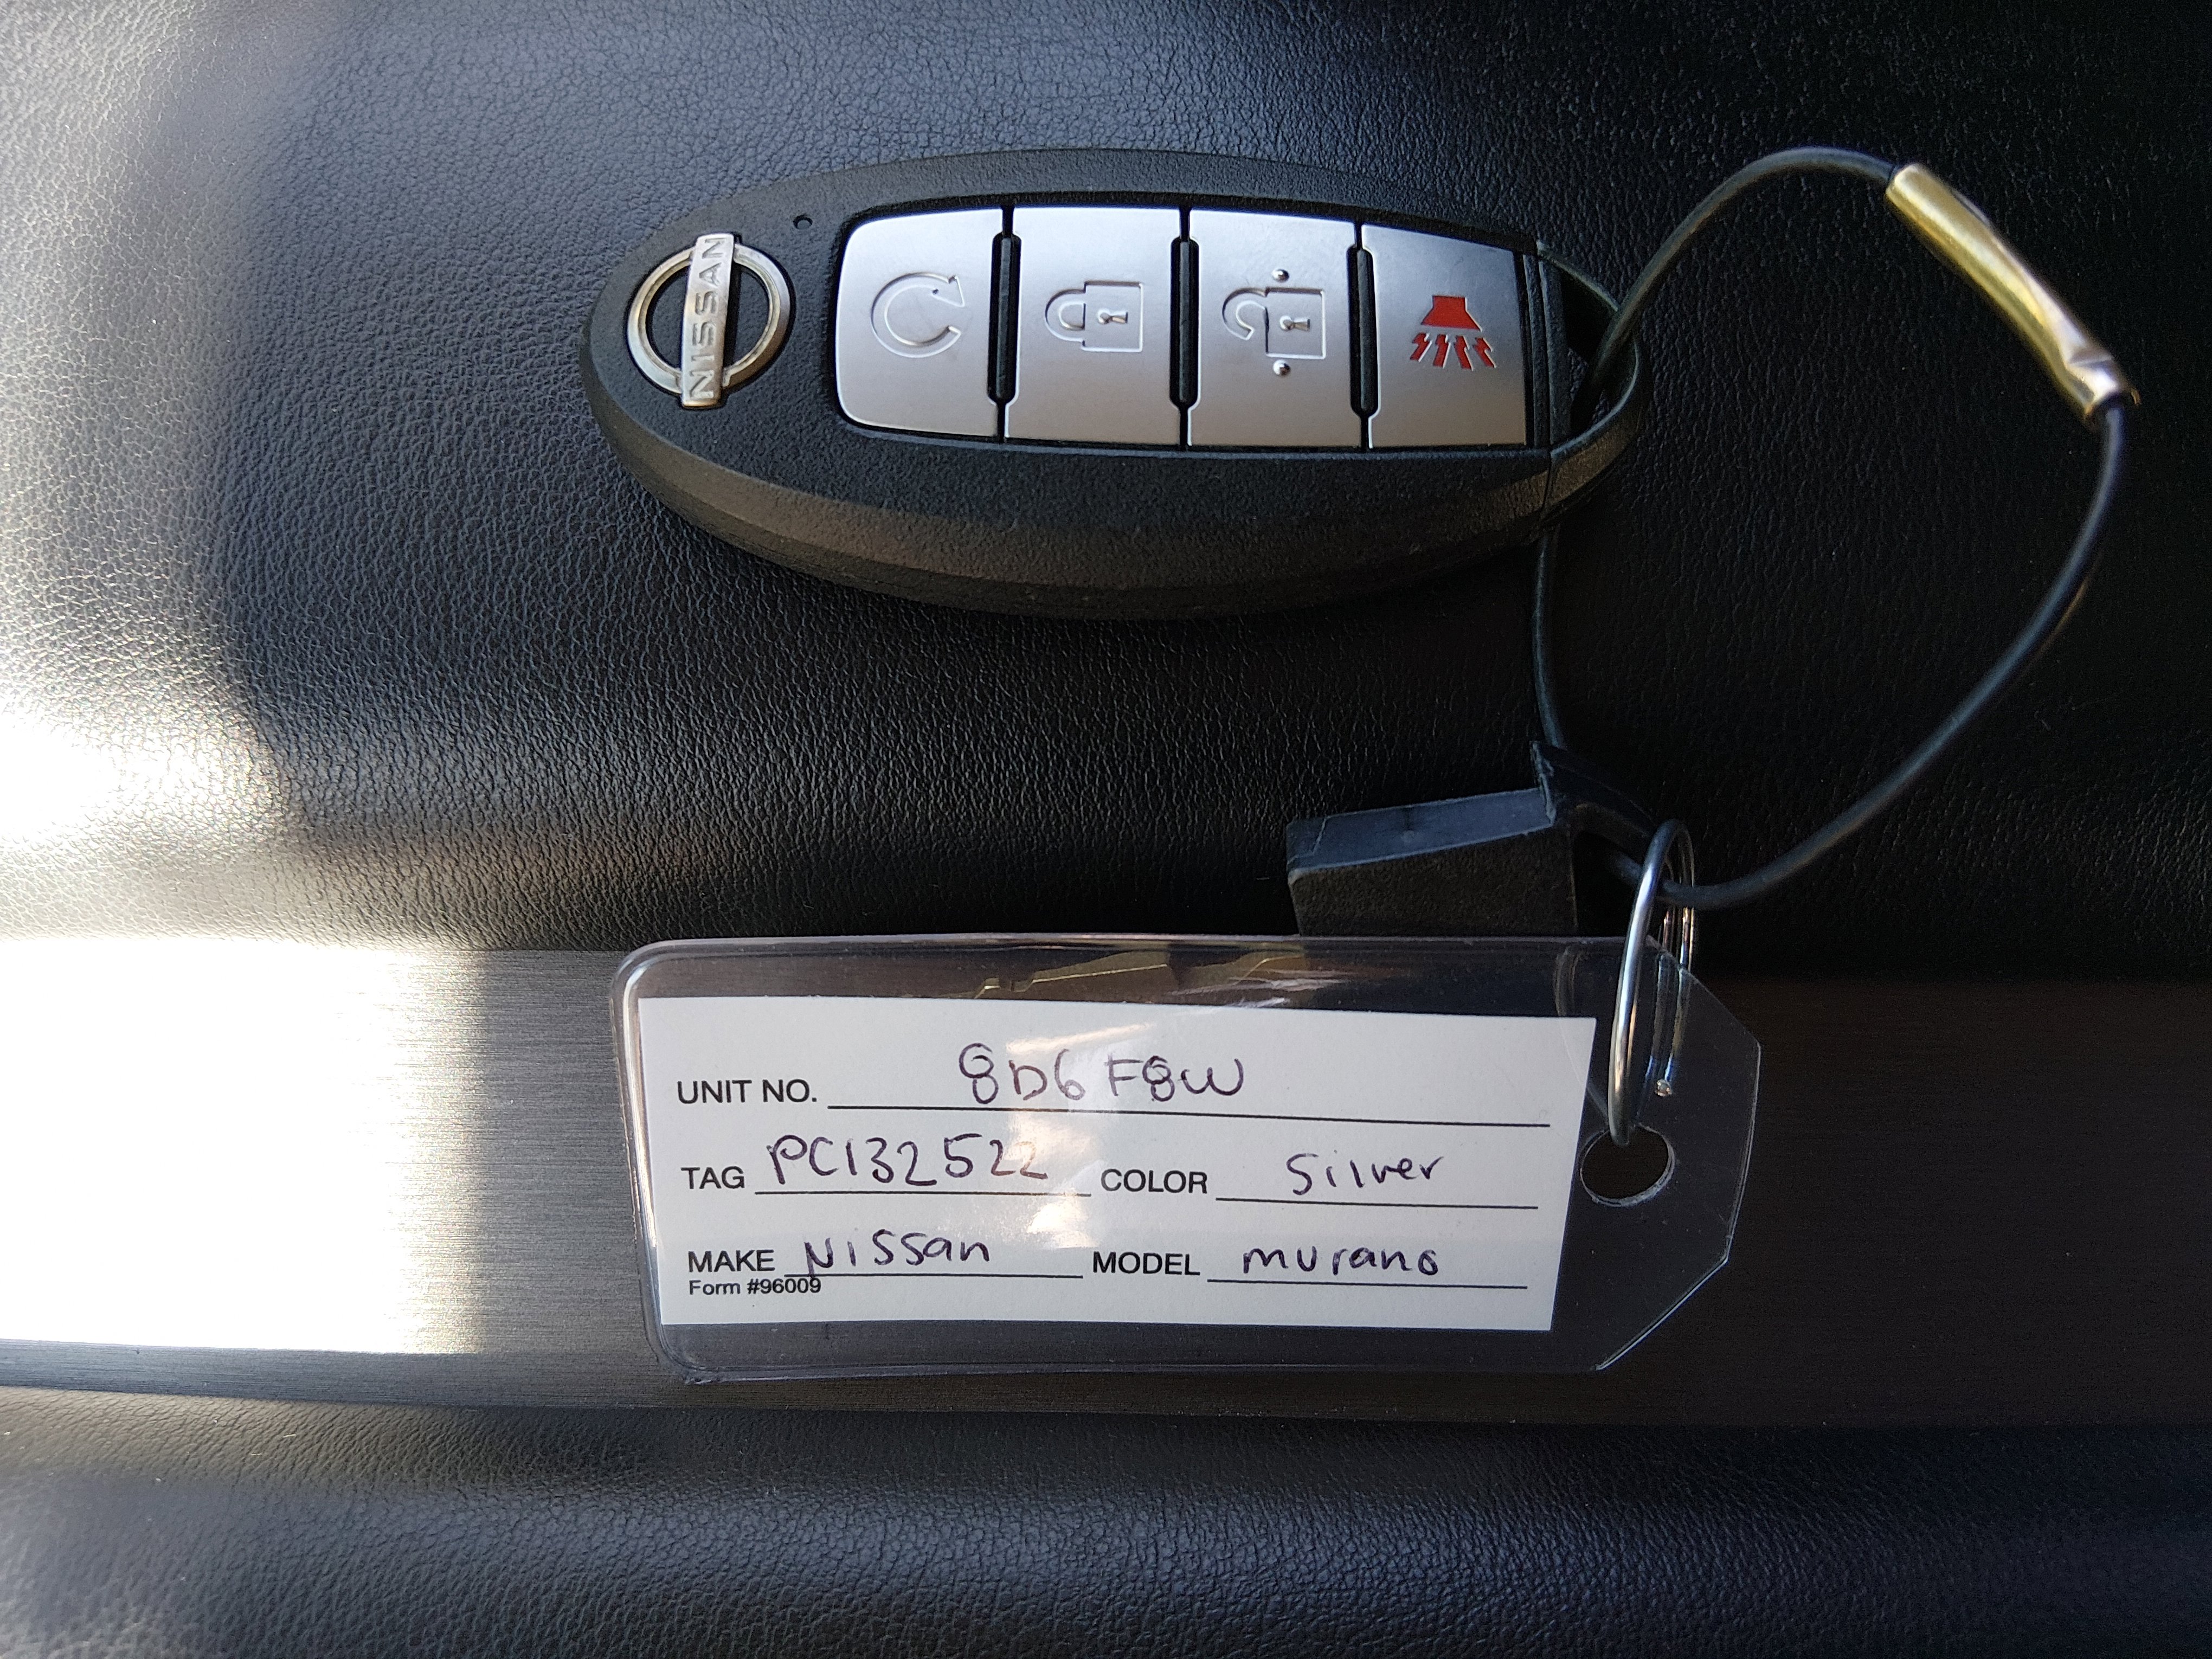 NISSAN
UNIT NO. 8D6F8W
TAG PC132522 COLOR Silver
MAKE Nissan MODEL murano
Form #96009